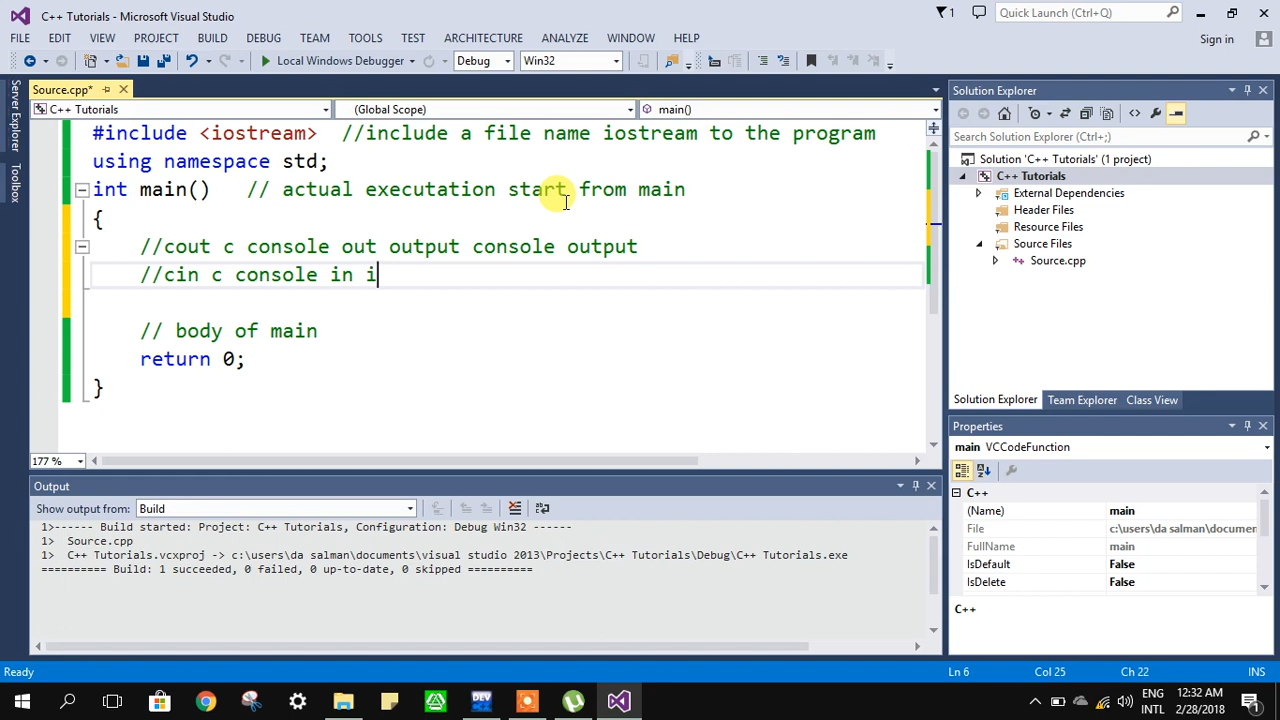 C++ Tutorials - Microsoft Visual Studio
1
Quick Launch (Ctrl+Q)
FILE EDIT VIEW PROJECT BUILD DEBUG TEAM TOOLS TEST ARCHITECTURE ANALYZE WINDOW HELP
Sign in
Local Windows Debugger Debug Win32
Server Explorer
Toolbox
Source.cpp*
C++ Tutorials (Global Scope) main()
#include <iostream> //include a file name iostream to the program
using namespace std;
int main() // actual executation start from main
{
//cout c console out output console output
//cin c console in i
// body of main
return 0;
}
177 %
Solution Explorer
Search Solution Explorer (Ctrl+;)
Solution 'C++ Tutorials' (1 project)
C++ Tutorials
External Dependencies
Header Files
Resource Files
Source Files
Source.cpp
Solution Explorer Team Explorer Class View
Properties
main VCCodeFunction
C++
(Name) main
File c:\users\da salman\documen
FullName main
IsDefault False
IsDelete False
C++
Output
Show output from: Build
1>------ Build started: Project: C++ Tutorials, Configuration: Debug Win32 ------
1> Source.cpp
1> C++ Tutorials.vcxproj -> c:\users\da salman\documents\visual studio 2013\Projects\C++ Tutorials\Debug\C++ Tutorials.exe
========== Build: 1 succeeded, 0 failed, 0 up-to-date, 0 skipped ==========
Ready Ln 6 Col 25 Ch 22 INS
DEV
ENG 12:32 AM
INTL 2/28/2018